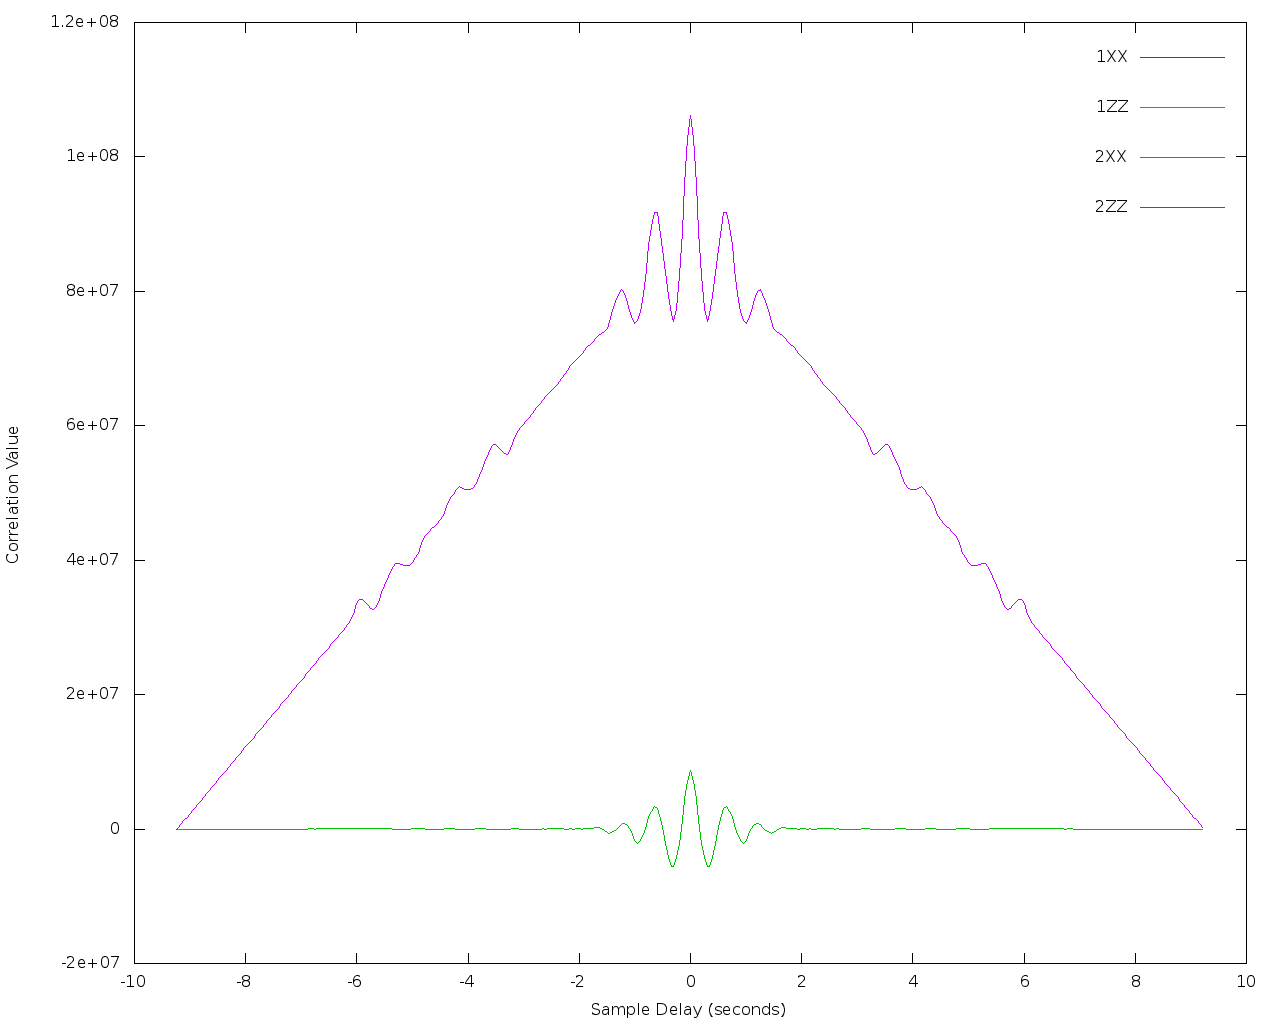 1.2e+08
1e+08
8e+07
6e+07
4e+07
2e+07
0
-2e+07
-10
-8
-6
-4
-2
0
2
4
6
8
10
Correlation Value
Sample Delay (seconds)
1XX
1ZZ
2XX
2ZZ